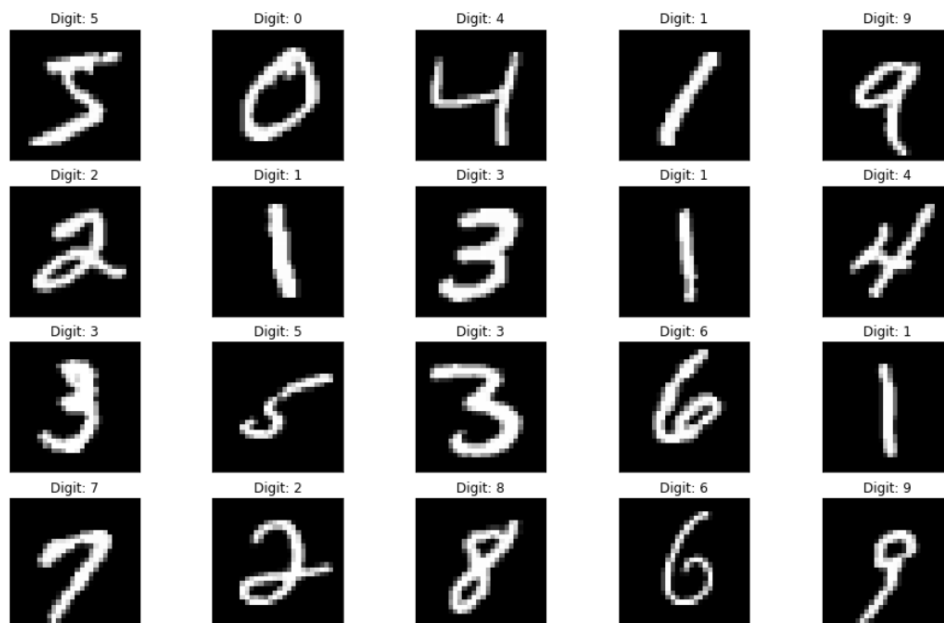 Digit: 5 Digit: 0 Digit: 4 Digit: 1 Digit: 9
5 0 4 1 9
Digit: 2 Digit: 1 Digit: 3 Digit: 1 Digit: 4
2 1 3 1 4
Digit: 3 Digit: 5 Digit: 3 Digit: 6 Digit: 1
3 5 3 6 1
Digit: 7 Digit: 2 Digit: 8 Digit: 6 Digit: 9
7 2 8 6 9